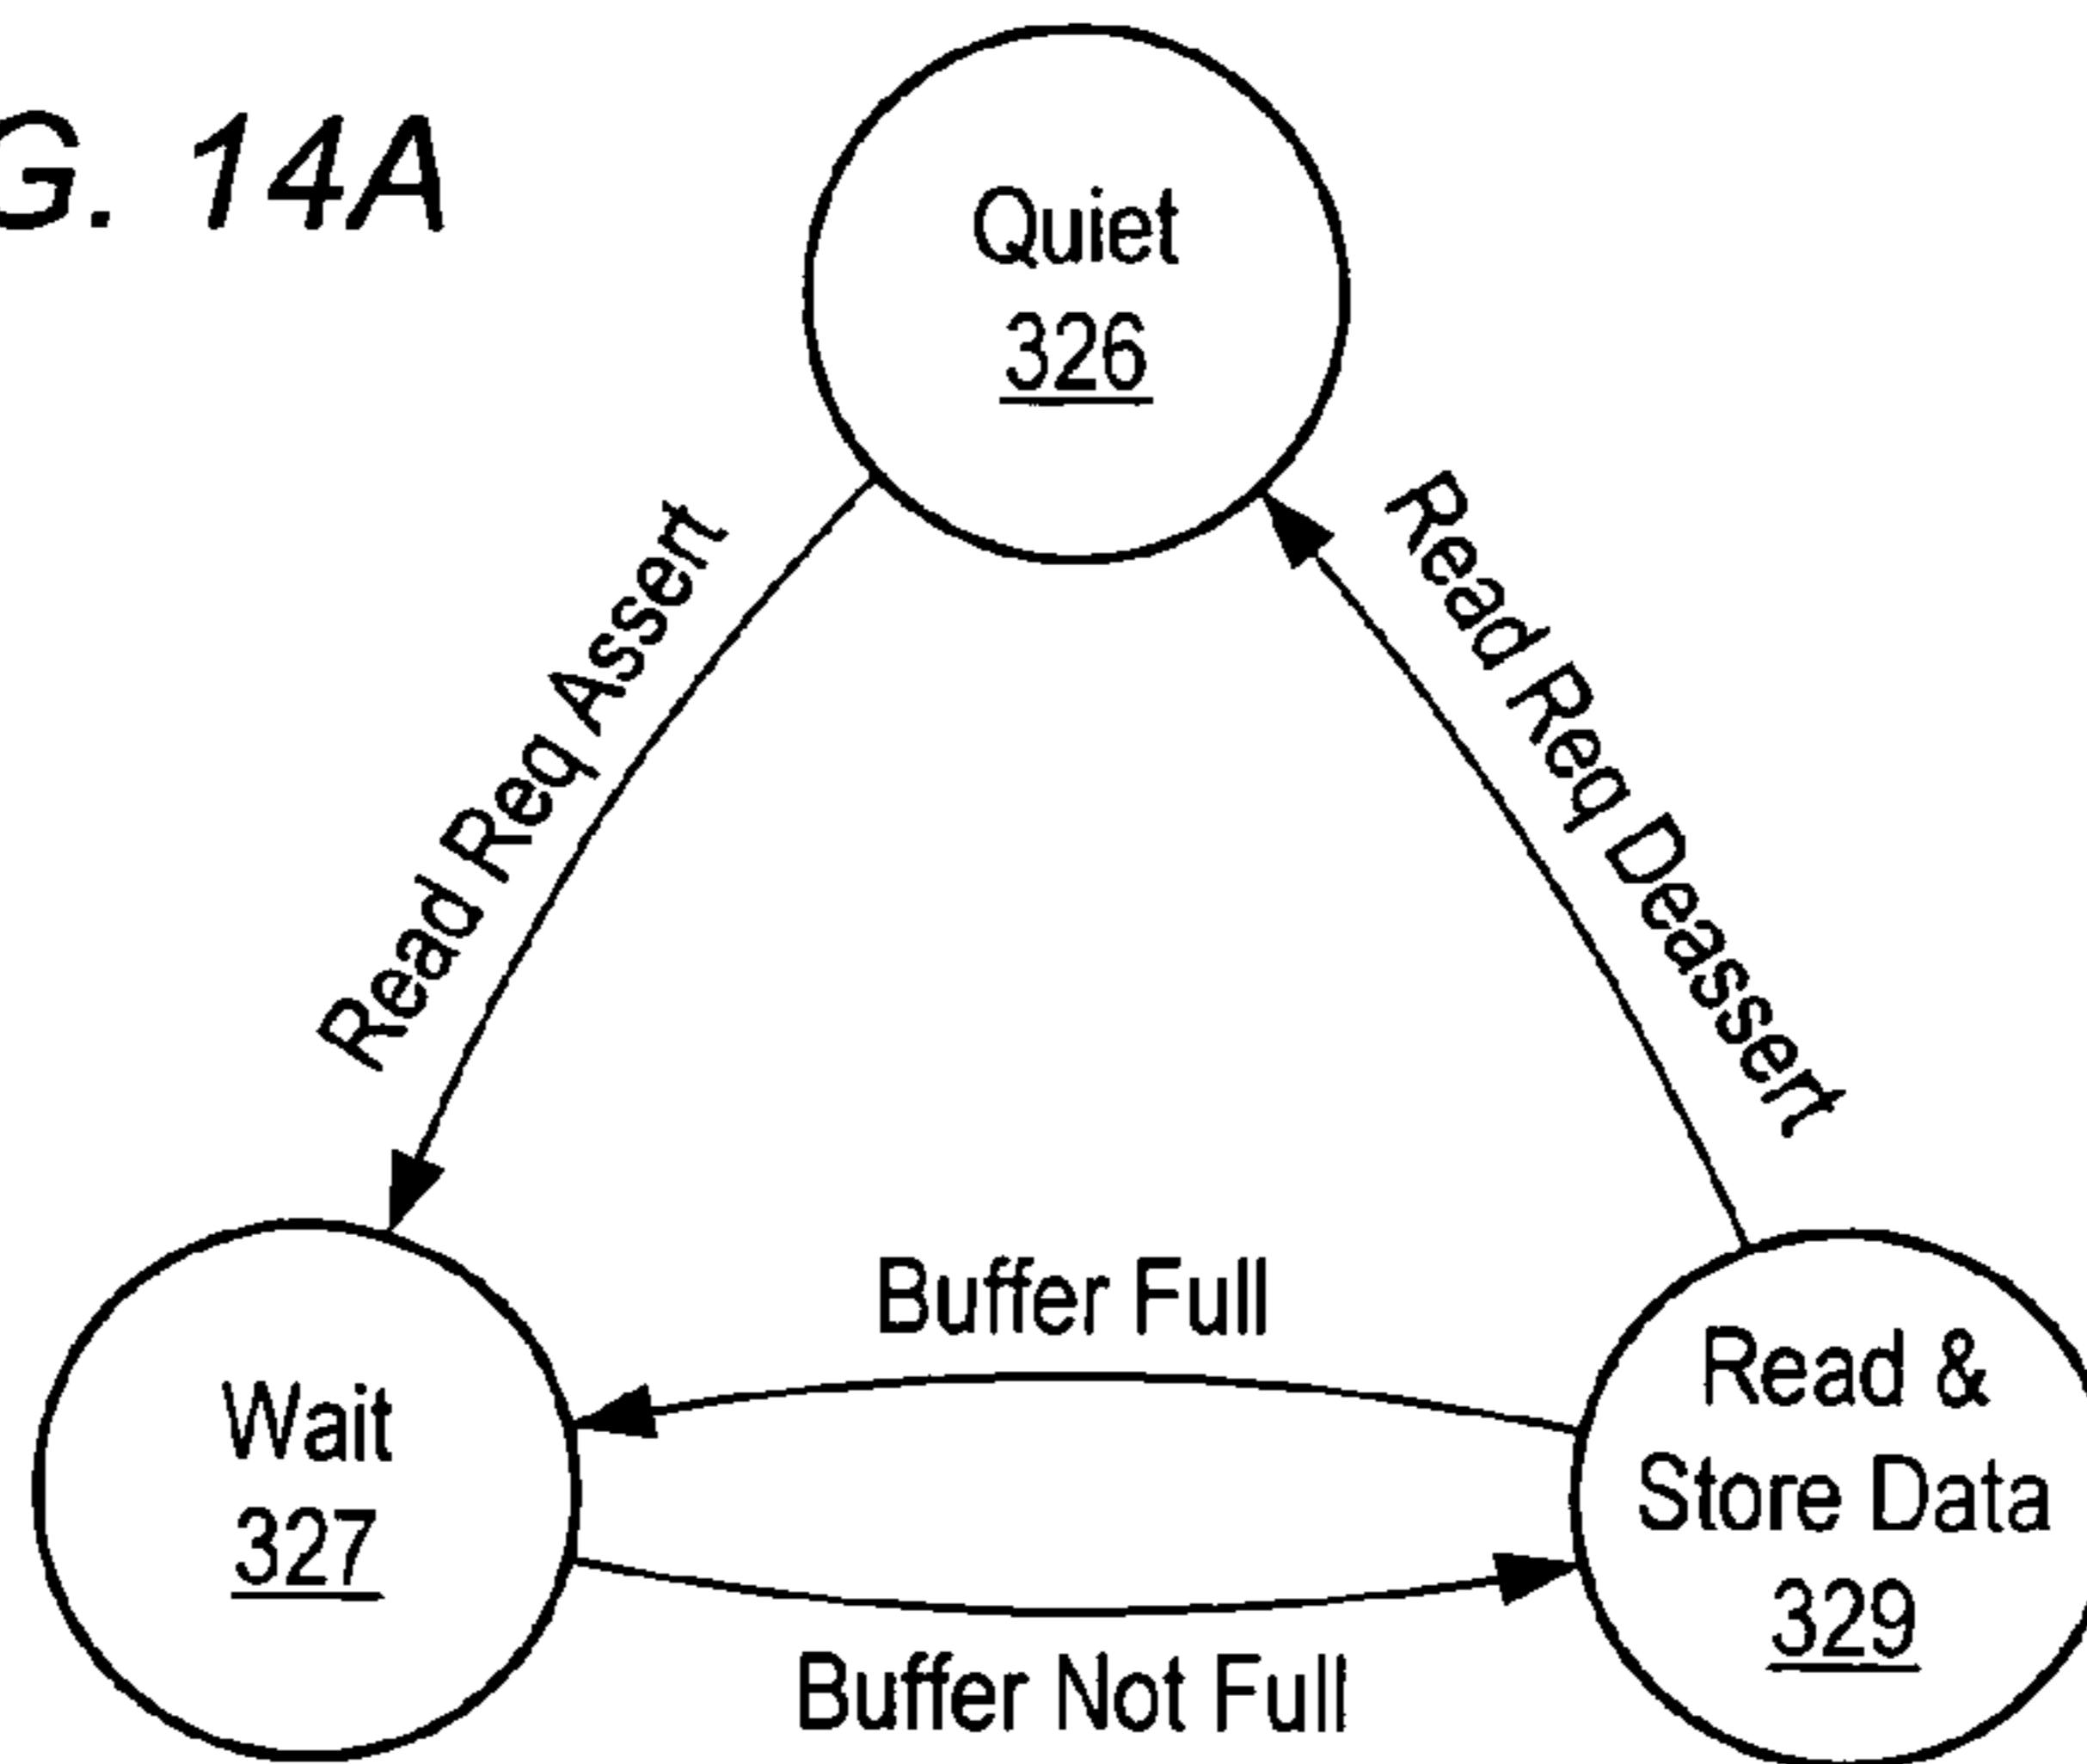 G. 14A
Quiet
326
Read Req Assert
Read Req Deassert
Buffer Full
Wait
327
Read &
Store Data
329
Buffer Not Full